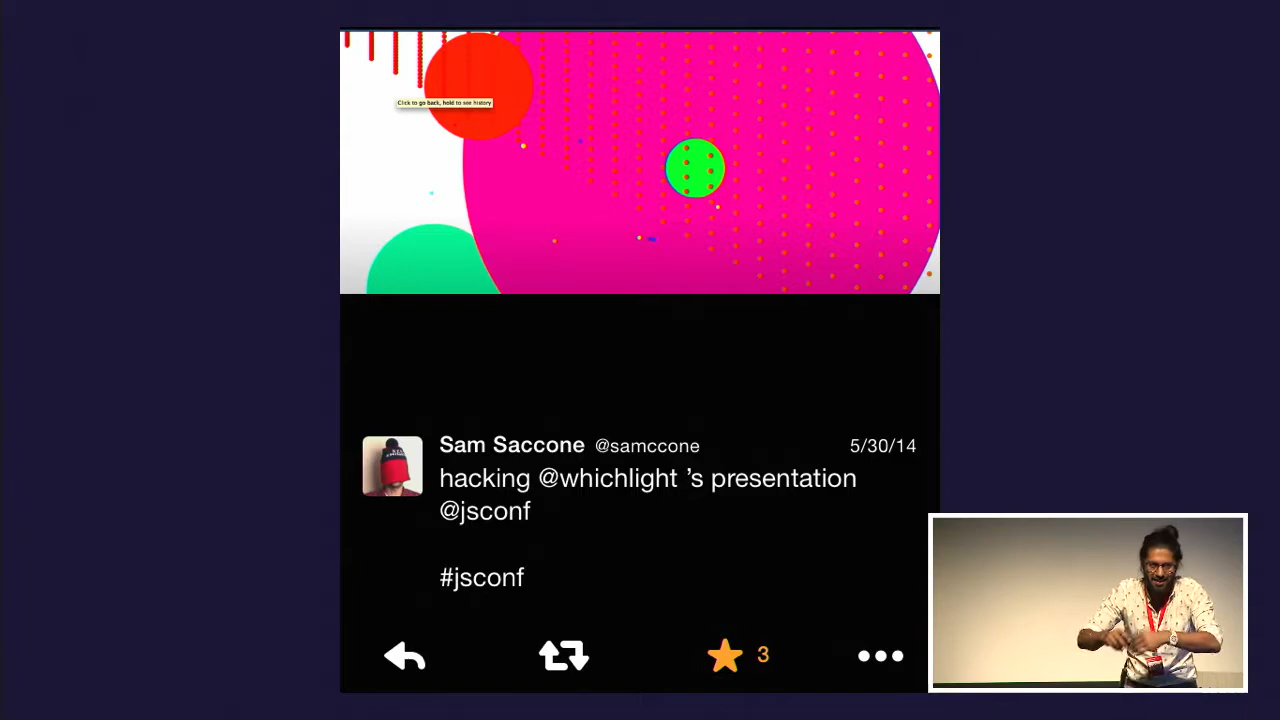 Click to go back, hold to see history
Sam Saccone @samccone 5/30/14
hacking @whichlight 's presentation
@jsconf
#jsconf
3